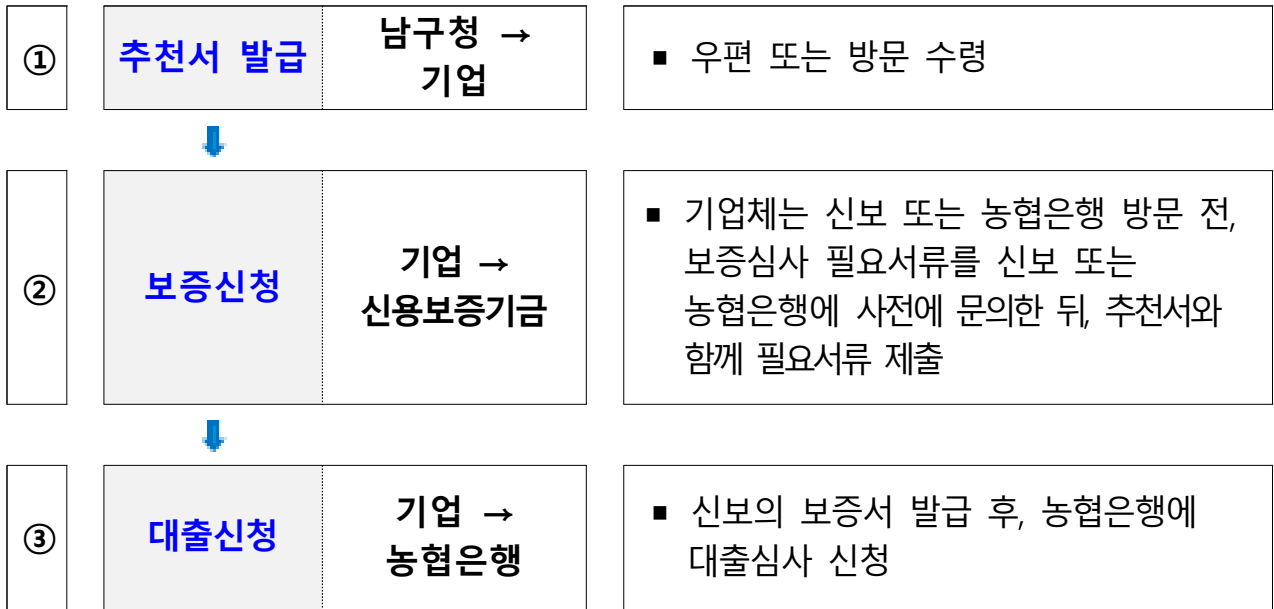 ①
추천서 발급
남구청 →
기업
▪ 우편 또는 방문 수령
②
보증신청
기업 →
신용보증기금
▪ 기업체는 신보 또는 농협은행 방문 전,
보증심사 필요서류를 신보 또는
농협은행에 사전에 문의한 뒤, 추천서와
함께 필요서류 제출
③
대출신청
기업 →
농협은행
▪ 신보의 보증서 발급 후, 농협은행에
대출심사 신청